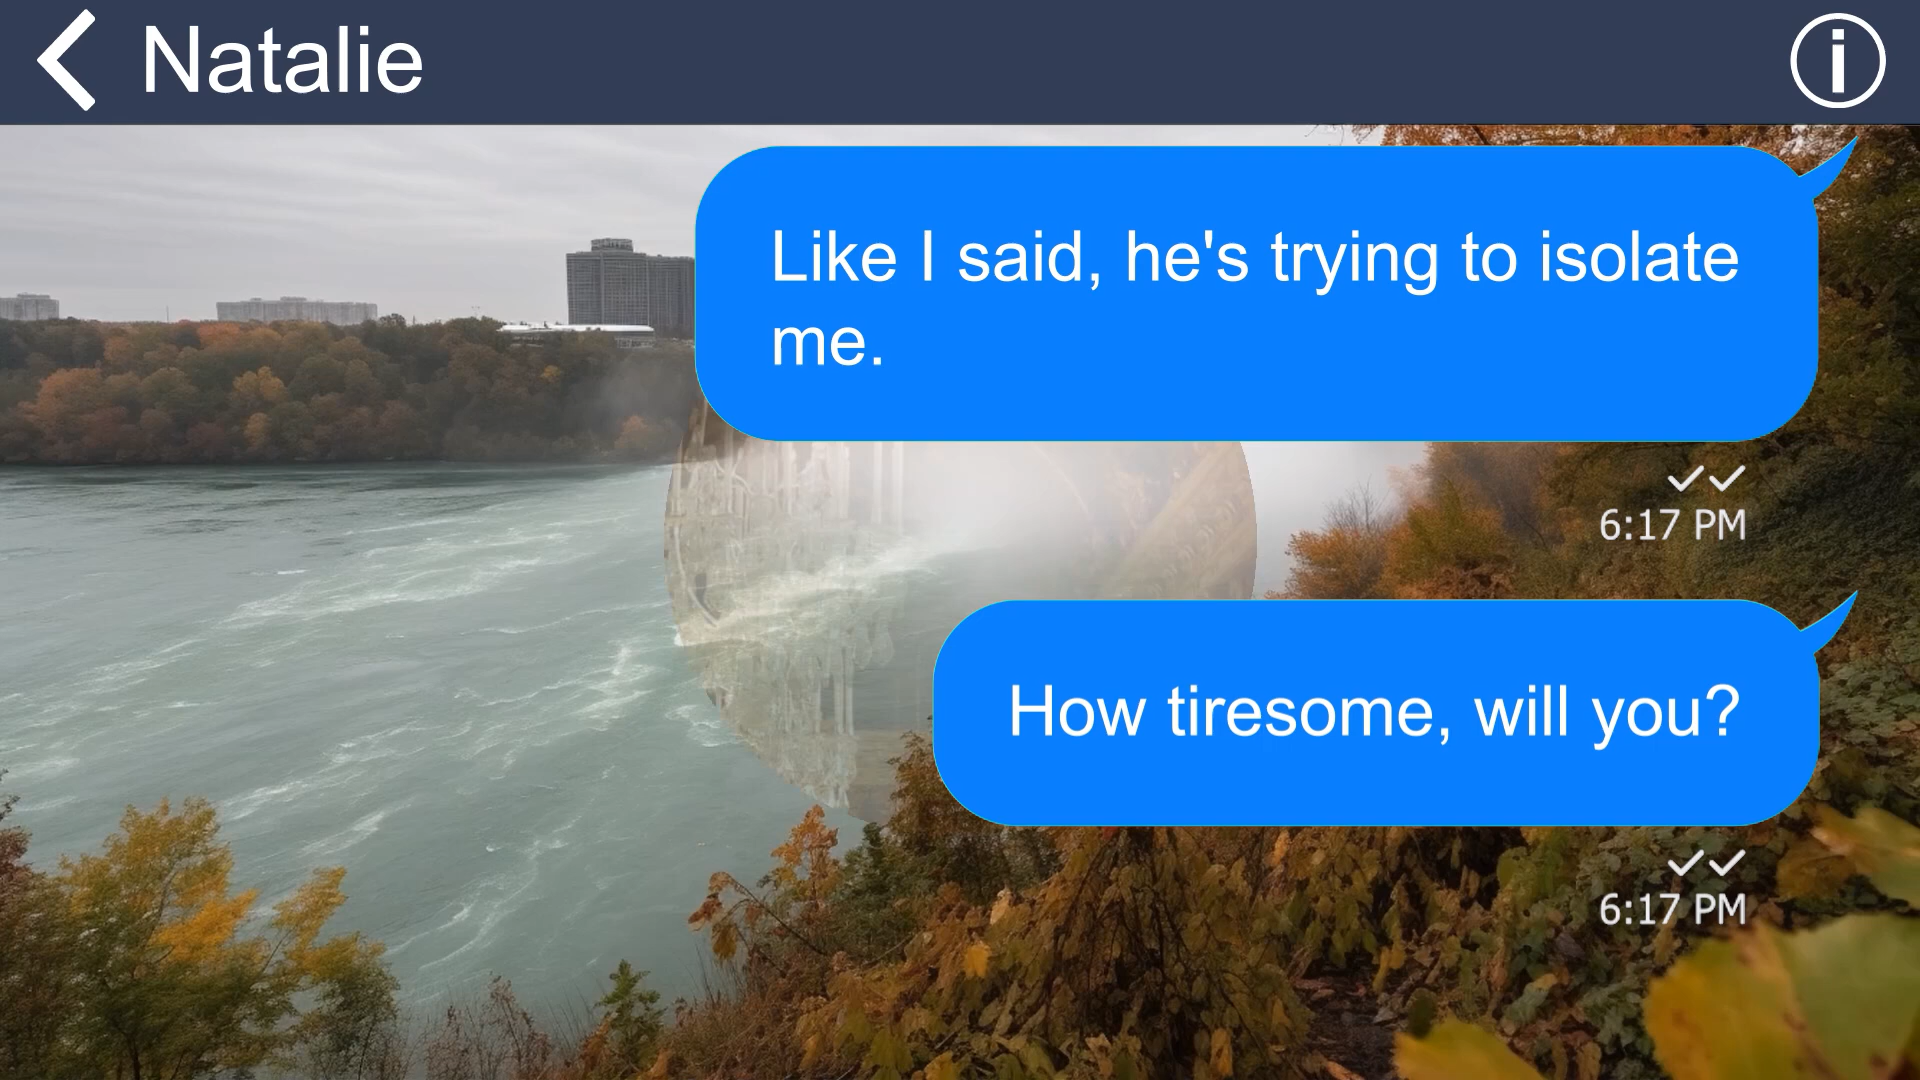 Natalie
Like I said, he's trying to isolate
me.
6:17 PM
How tiresome, will you?
6:17 PM